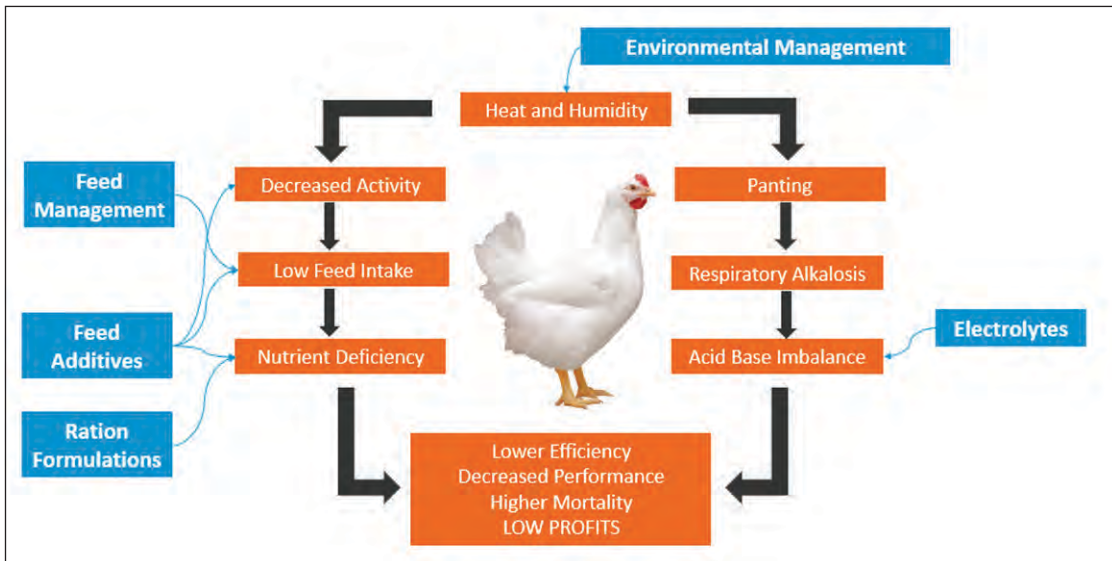 Environmental Management
Heat and Humidity
Feed
Management
Decreased Activity
Panting
Low Feed Intake
Respiratory Alkalosis
Feed
Additives
Nutrient Deficiency
Acid Base Imbalance
Electrolytes
Ration
Formulations
Lower Efficiency
Decreased Performance
Higher Mortality
LOW PROFITS